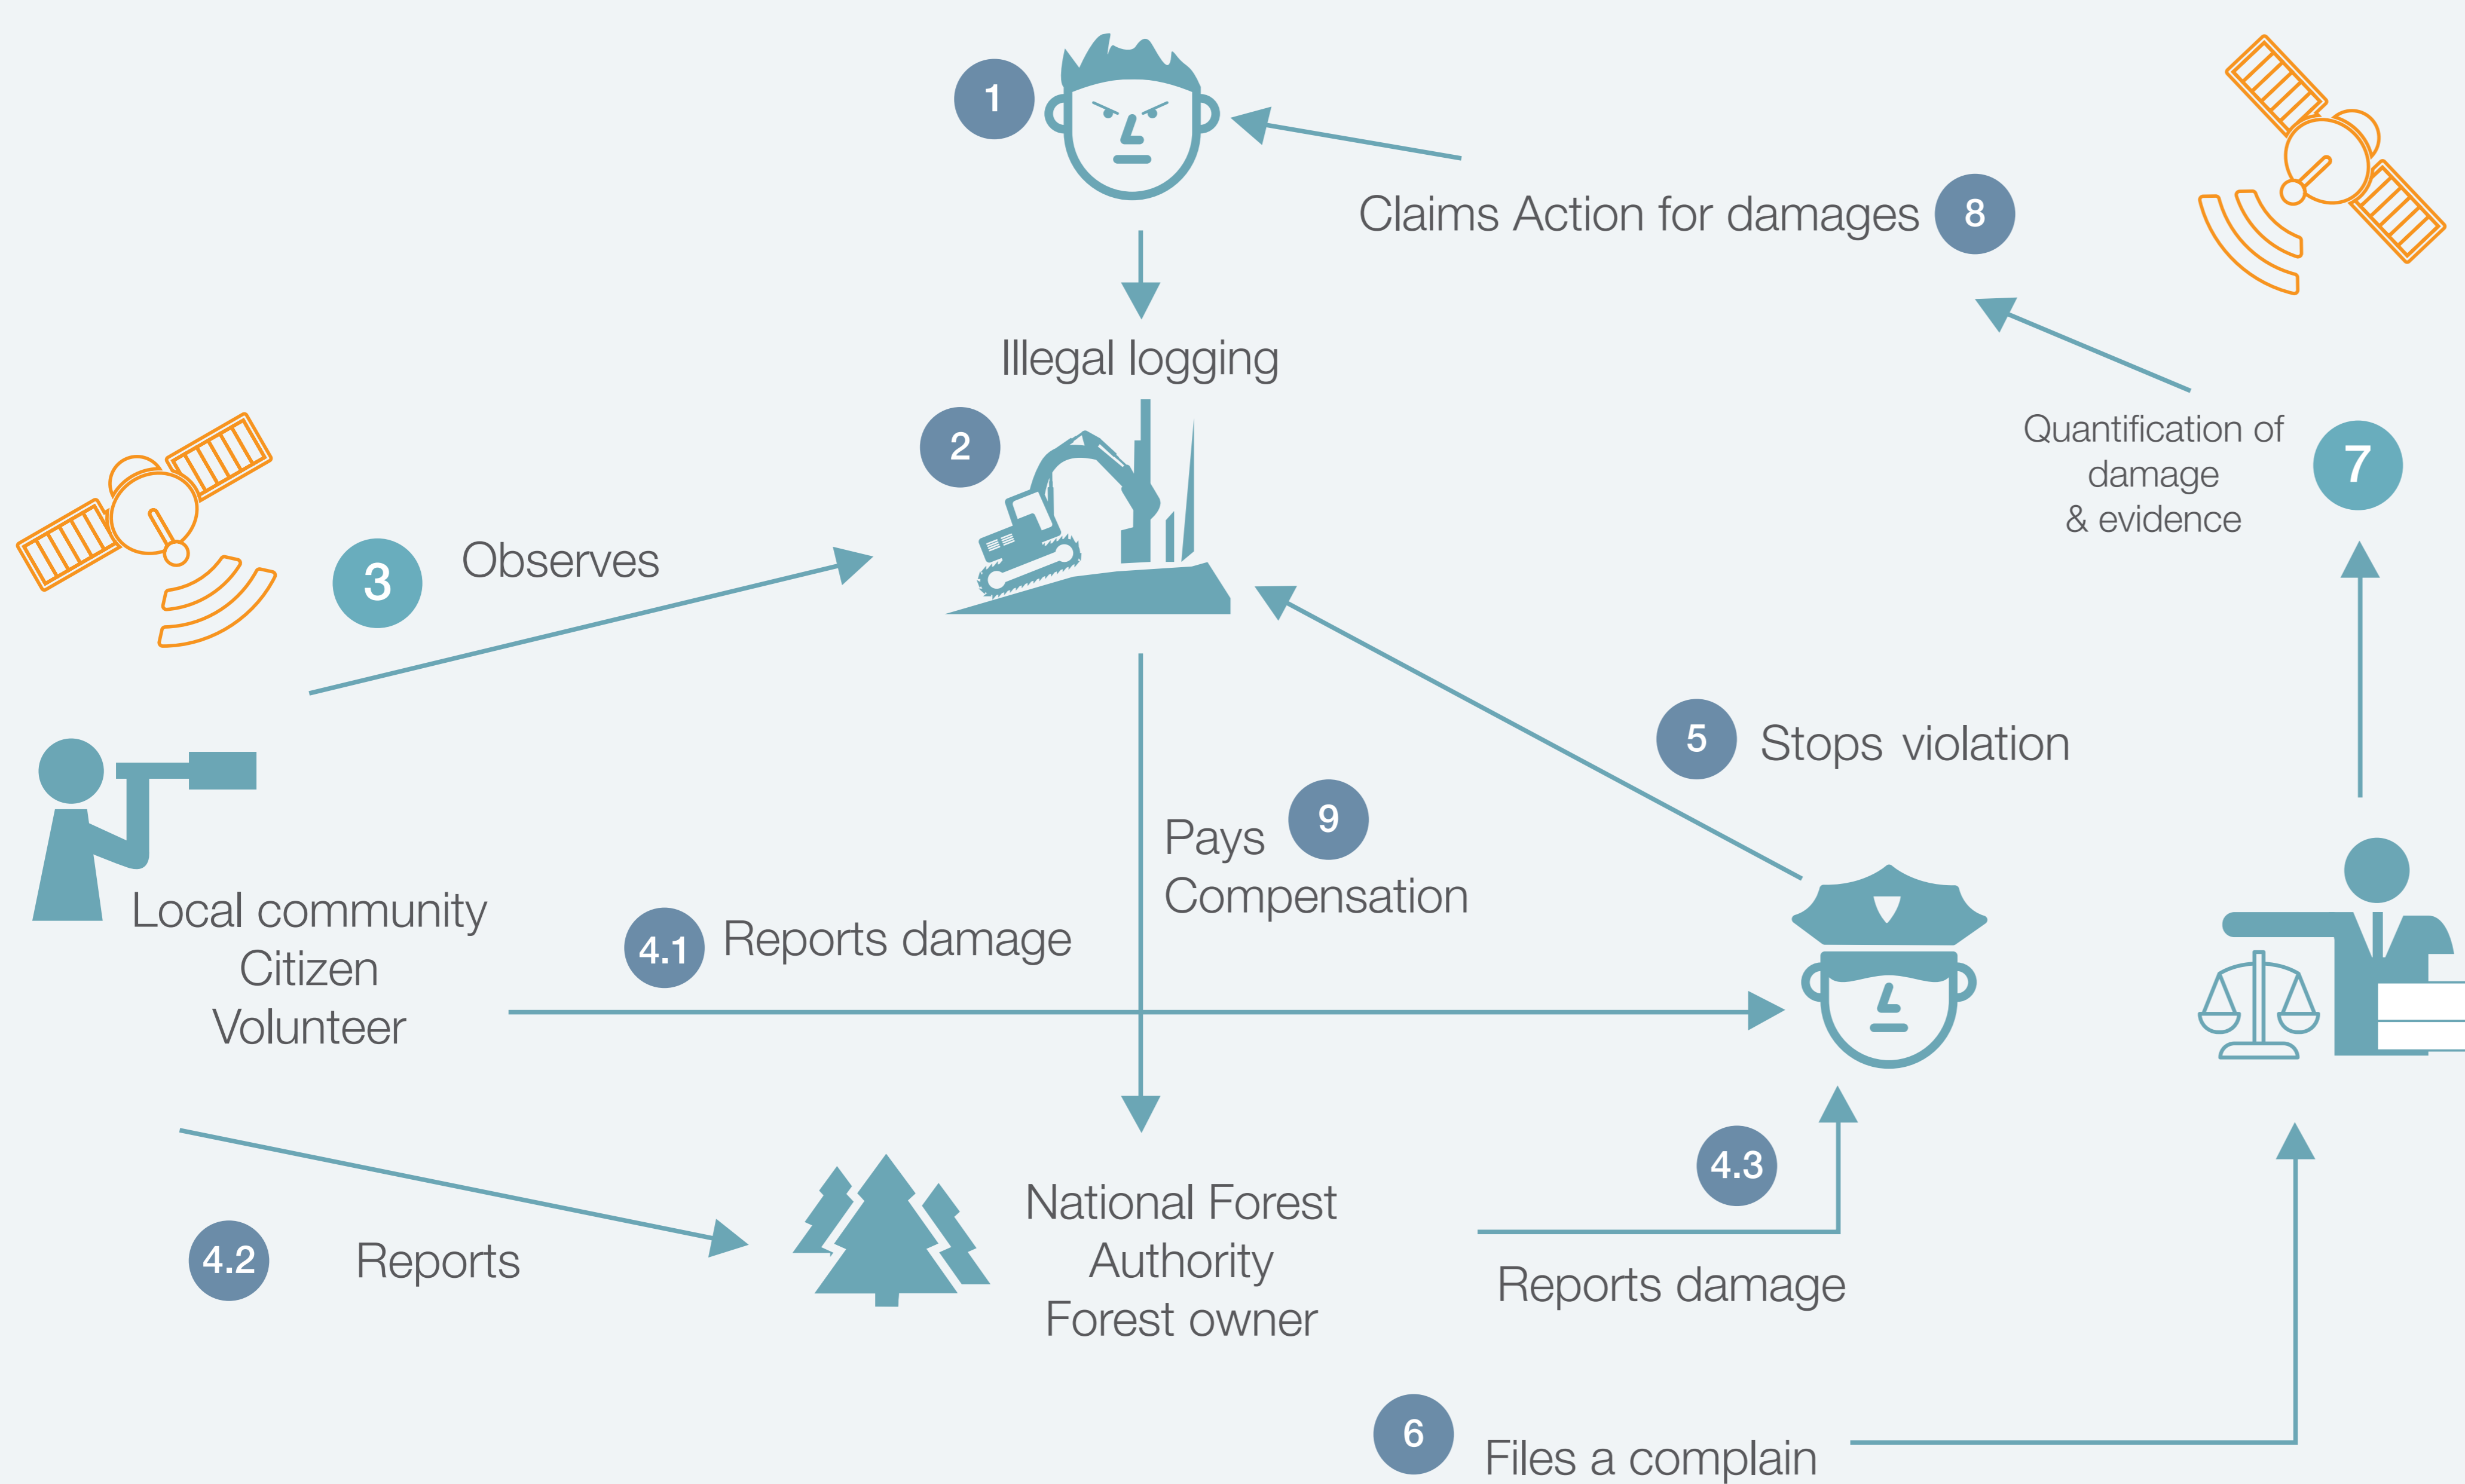 1
Claims Action for damages 8
Illegal logging
2
Quantification of
damage
& evidence
7
3 Observes
5 Stops violation
9
Pays
Compensation
Local community
Citizen
Volunteer
4.1 Reports damage
4.2 Reports
National Forest
Authority
Forest owner
4.3
Reports damage
6 Files a complain